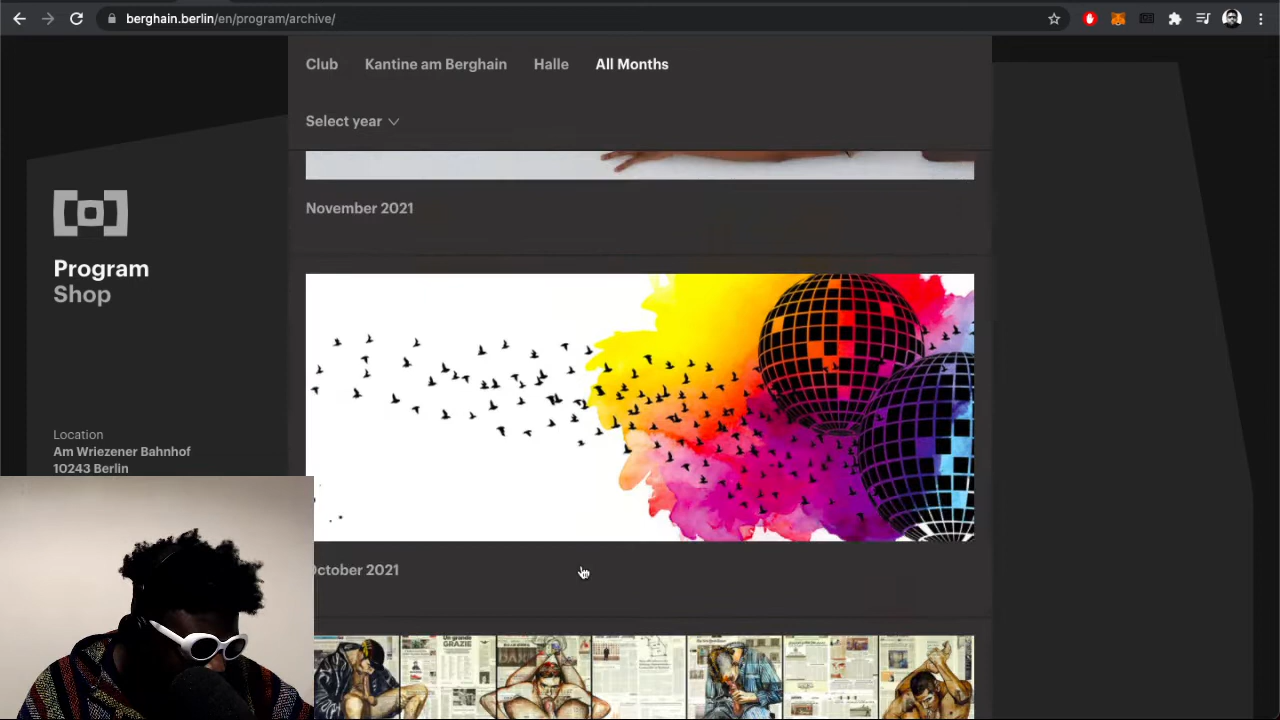 berghain.berlin/en/program/archive/
Club
Kantine am Berghain
Halle
All Months
Select year
November 2021
Program
Shop
Location
Am Wriezener Bahnhof
10243 Berlin
October 2021
GRAZIE